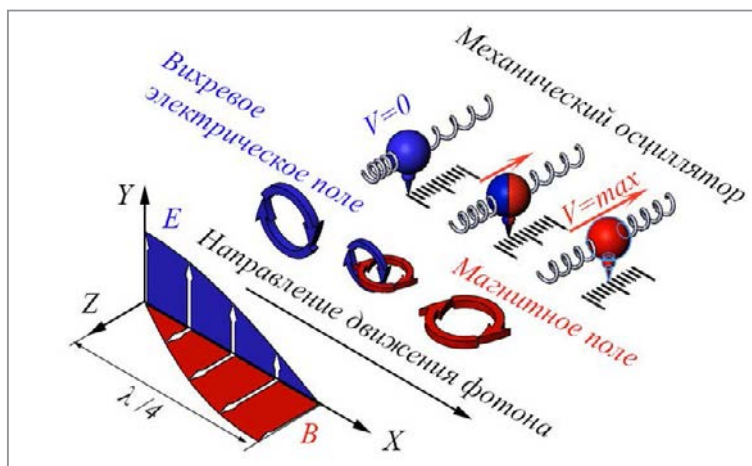 Механический осциллятор
Вихревое
электрическое поле
V=0
V=max
Y
E
Z
Направление движения фотона
Магнитное поле
λ/4
B
X